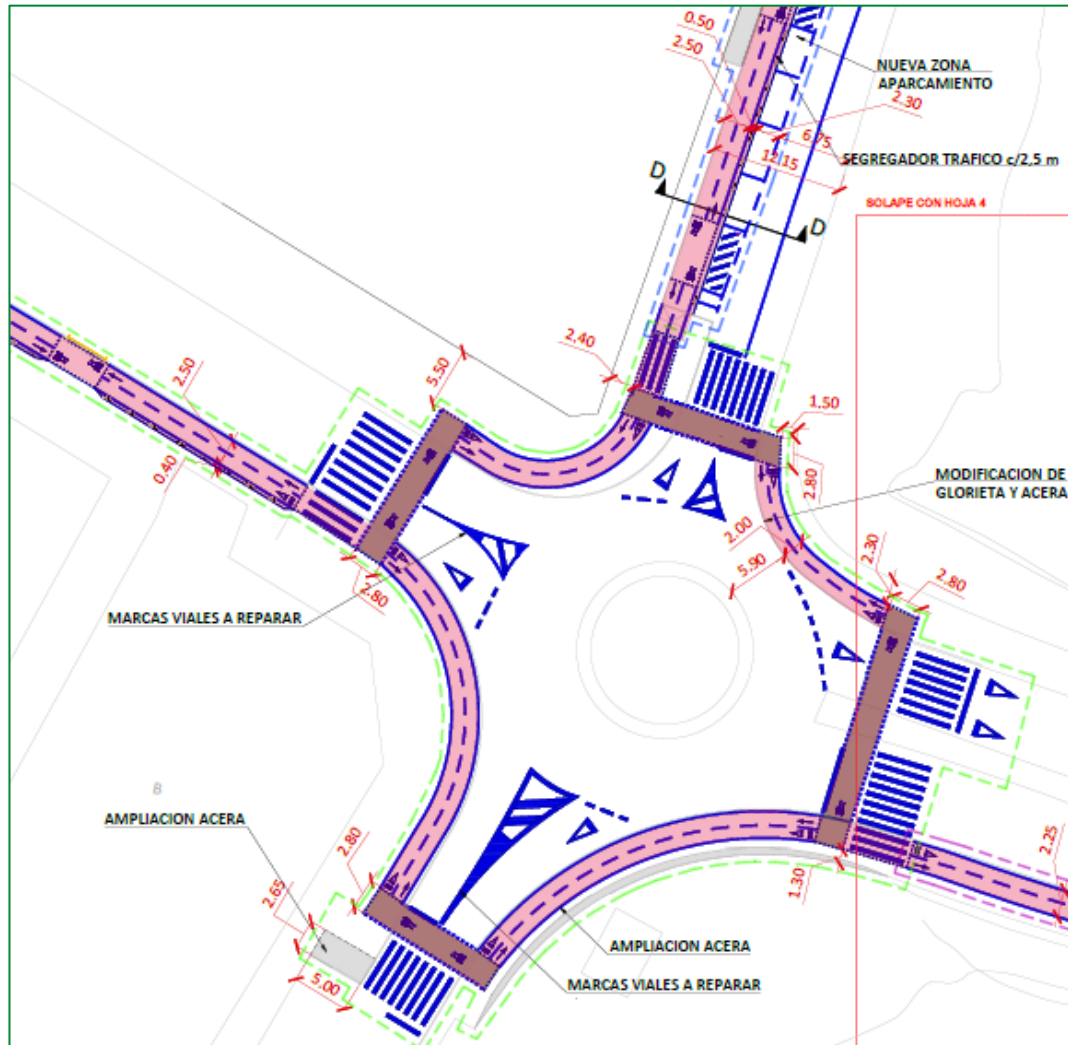 0.50
2.50
NUEVA ZONA
APARCAMIENTO
2.30
6.75
12.15
SEGREGADOR TRAFICO c/2,5 m
D
D
SOLAPE CON HOJA 4
2.40
5.50
2.50
0.40
1.50
2.80
MODIFICACION DE
GLORIETA Y ACERA
2.00
5.90
2.30
2.80
2.80
MARCAS VIALES A REPARAR
B
AMPLIACION ACERA
2.80
2.65
5.00
1.30
2.25
AMPLIACION ACERA
MARCAS VIALES A REPARAR